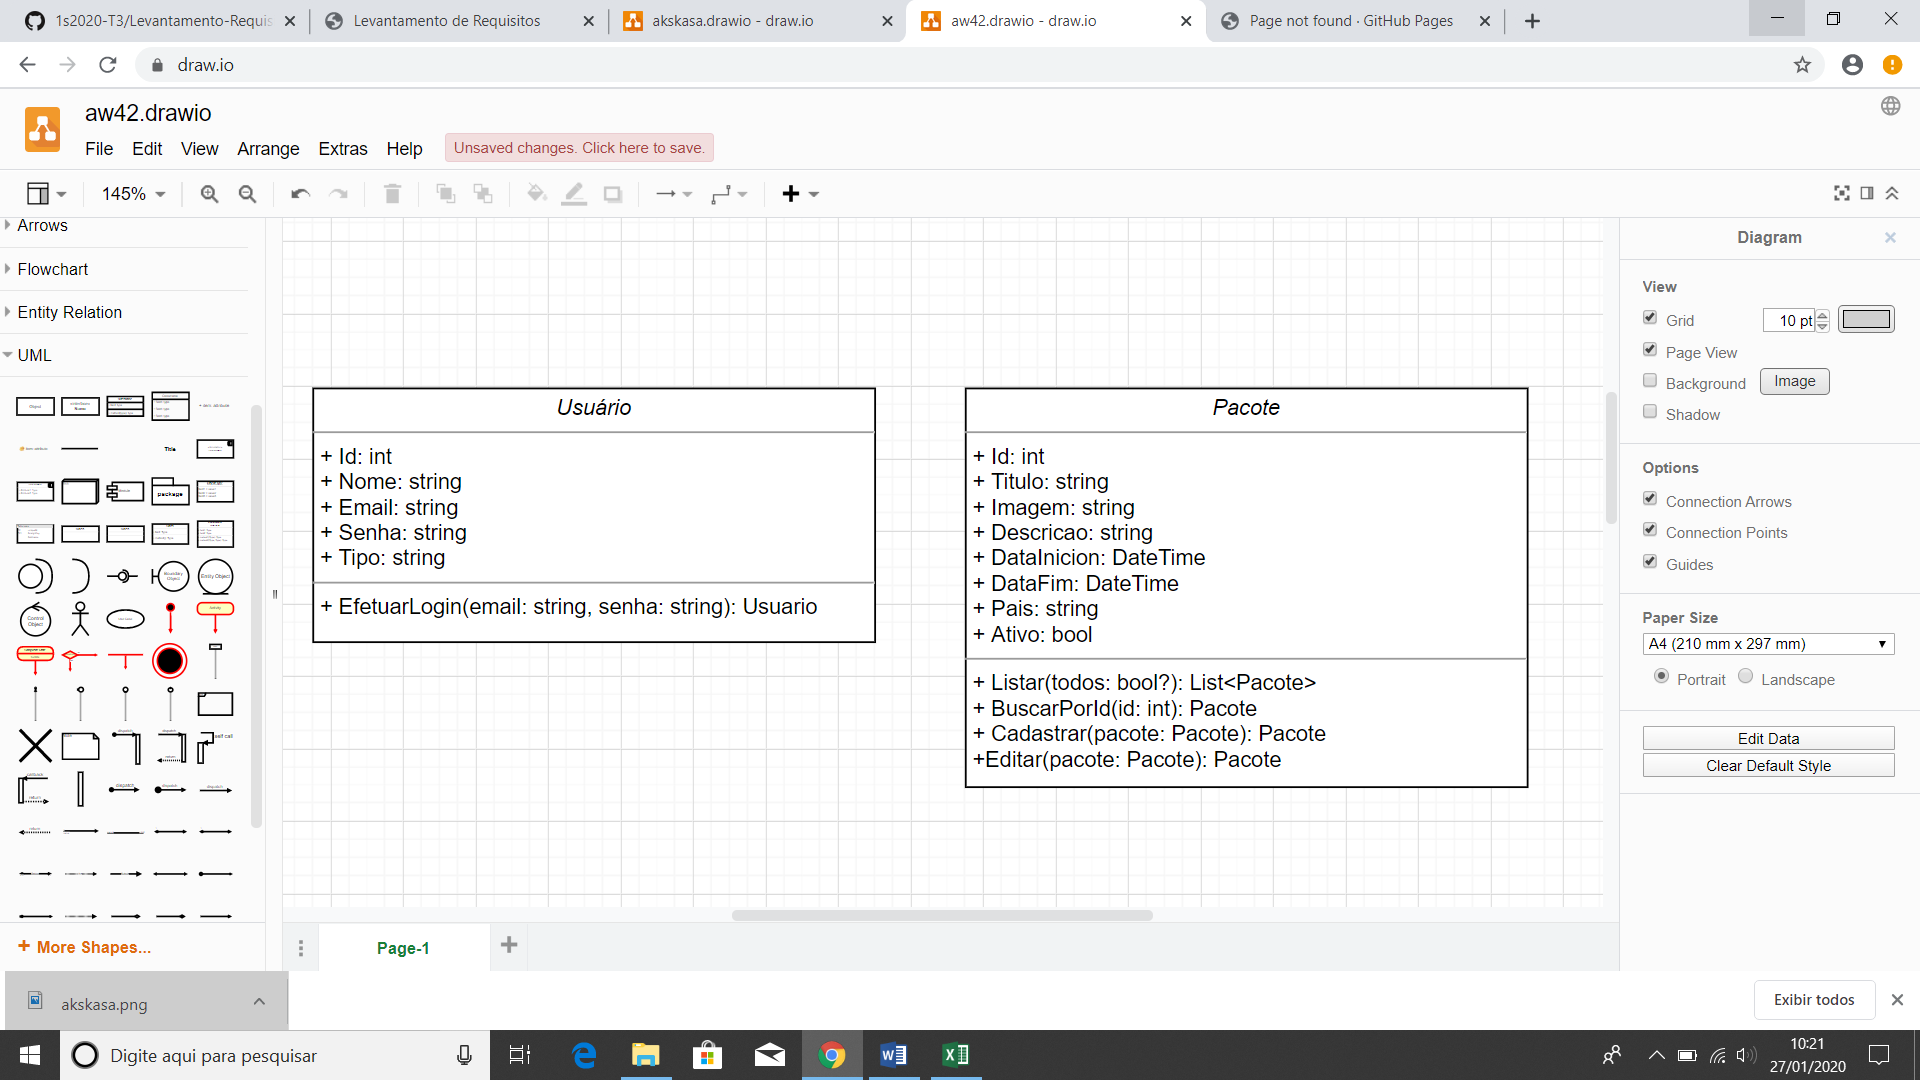 1s2020-T3/Levantamento-Requis
Levantamento de Requisitos
akskasa.drawio - draw.io
aw42.drawio - draw.io
Page not found · GitHub Pages
draw.io
aw42.drawio
File Edit View Arrange Extras Help
Unsaved changes. Click here to save.
145%
Arrows
Flowchart
Entity Relation
UML
More Shapes...
Usuário
+ Id: int
+ Nome: string
+ Email: string
+ Senha: string
+ Tipo: string
+ EfetuarLogin(email: string, senha: string): Usuario
Pacote
+ Id: int
+ Titulo: string
+ Imagem: string
+ Descricao: string
+ DataInicion: DateTime
+ DataFim: DateTime
+ Pais: string
+ Ativo: bool
+ Listar(todos: bool?): List<Pacote>
+ BuscarPorId(id: int): Pacote
+ Cadastrar(pacote: Pacote): Pacote
+Editar(pacote: Pacote): Pacote
Diagram
View
Grid
10 pt
Page View
Background
Image
Shadow
Options
Connection Arrows
Connection Points
Guides
Paper Size
A4 (210 mm x 297 mm)
Portrait
Landscape
Edit Data
Clear Default Style
Page-1
akskasa.png
Exibir todos
Digite aqui para pesquisar
10:21
27/01/2020